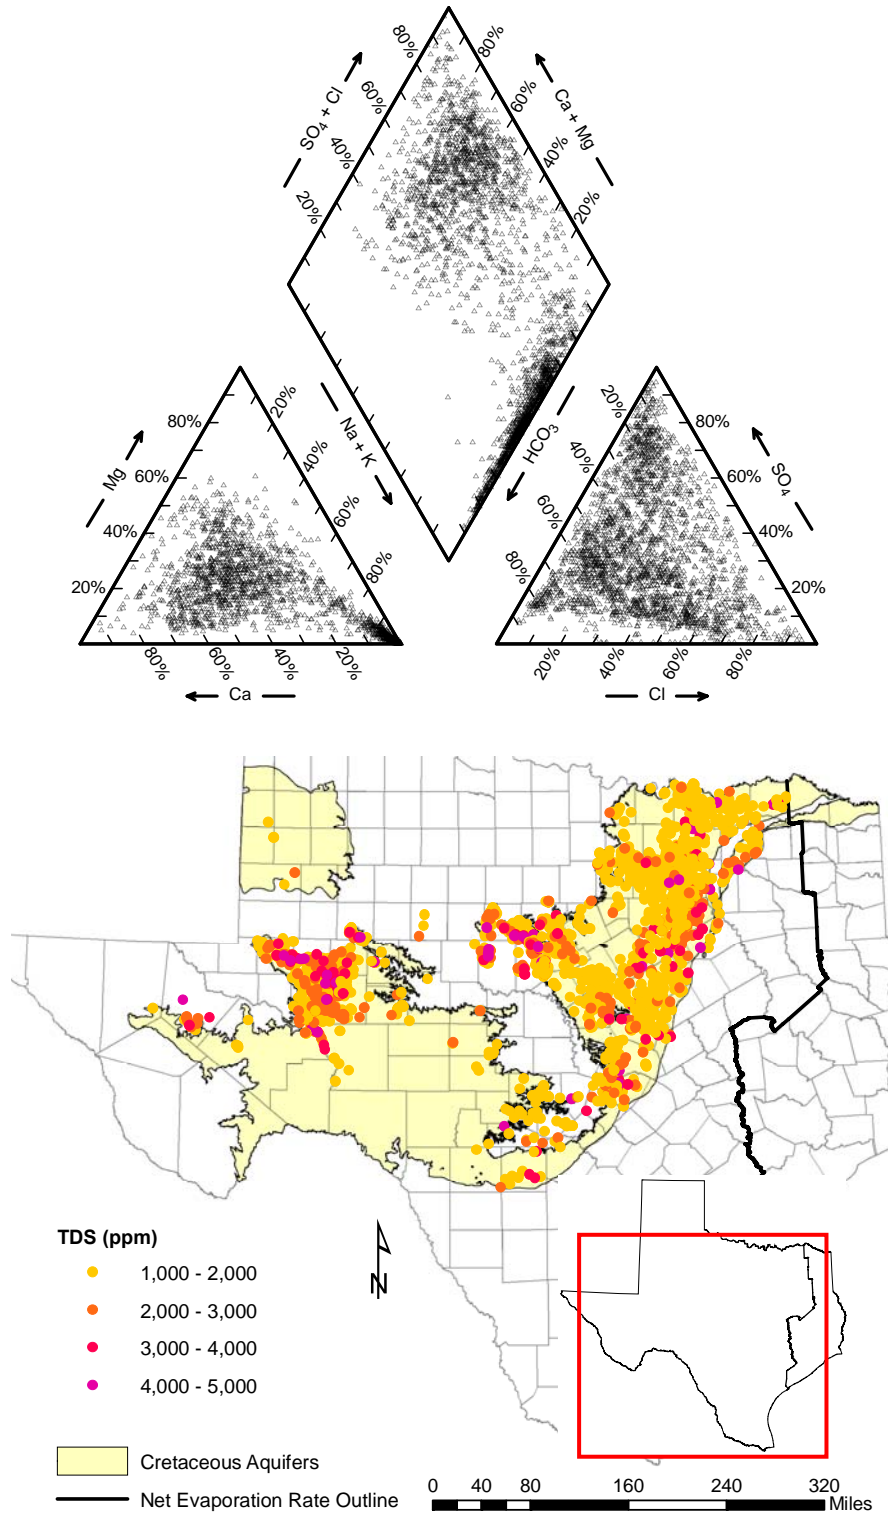 80%
80%
SO4 + Cl
Ca + Mg
60%
60%
40%
40%
20%
20%
Mg
80%
60%
40%
20%
20%
40%
60%
80%
Na + K
HCO3
20%
40%
60%
80%
80%
60%
40%
20%
SO4
80%
60%
40%
20%
Ca
20%
40%
60%
80%
Cl
TDS (ppm)
1,000 - 2,000
2,000 - 3,000
3,000 - 4,000
4,000 - 5,000
N
Cretaceous Aquifers
Net Evaporation Rate Outline
0 40 80 160 240 320
Miles